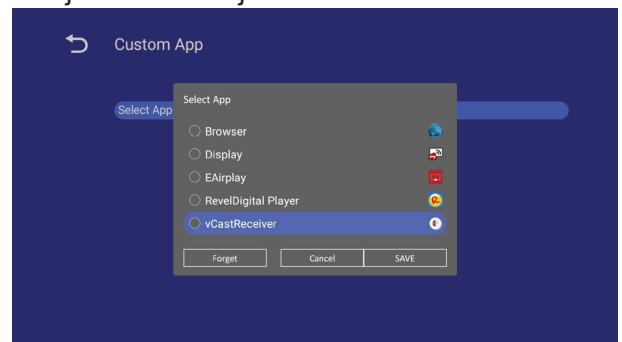 Custom App
Select App
Select App
Browser
Display
EAirplay
RevelDigital Player
vCastReceiver
Forget Cancel SAVE